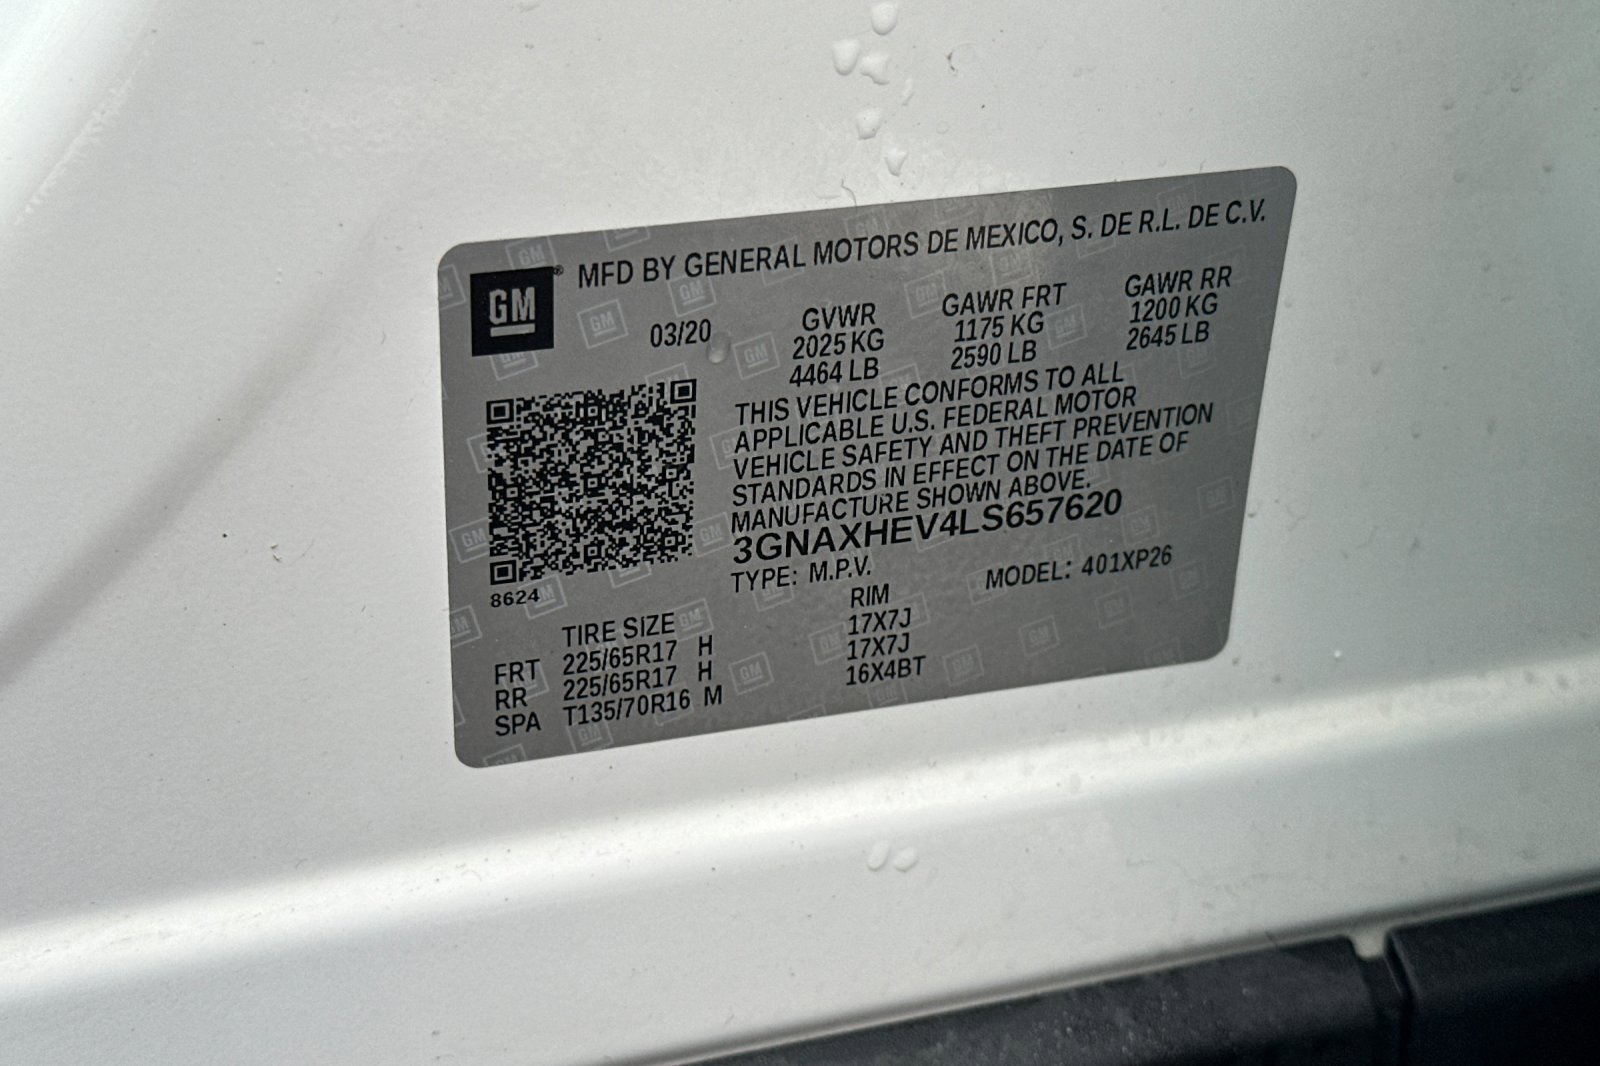 MFD BY GENERAL MOTORS DE MEXICO, S. DE R.L. DE C.V.
GM®
03/20
GVWR GAWR FRT GAWR RR
2025 KG 1175 KG 1200 KG
4464 LB 2590 LB 2645 LB
THIS VEHICLE CONFORMS TO ALL
APPLICABLE U.S. FEDERAL MOTOR
VEHICLE SAFETY AND THEFT PREVENTION
STANDARDS IN EFFECT ON THE DATE OF
MANUFACTURE SHOWN ABOVE.
3GNAXHEV4LS657620
TYPE: M.P.V. MODEL: 401XP26
8624
TIRE SIZE RIM
FRT 225/65R17 H 17X7J
RR 225/65R17 H 17X7J
SPA T135/70R16 M 16X4BT